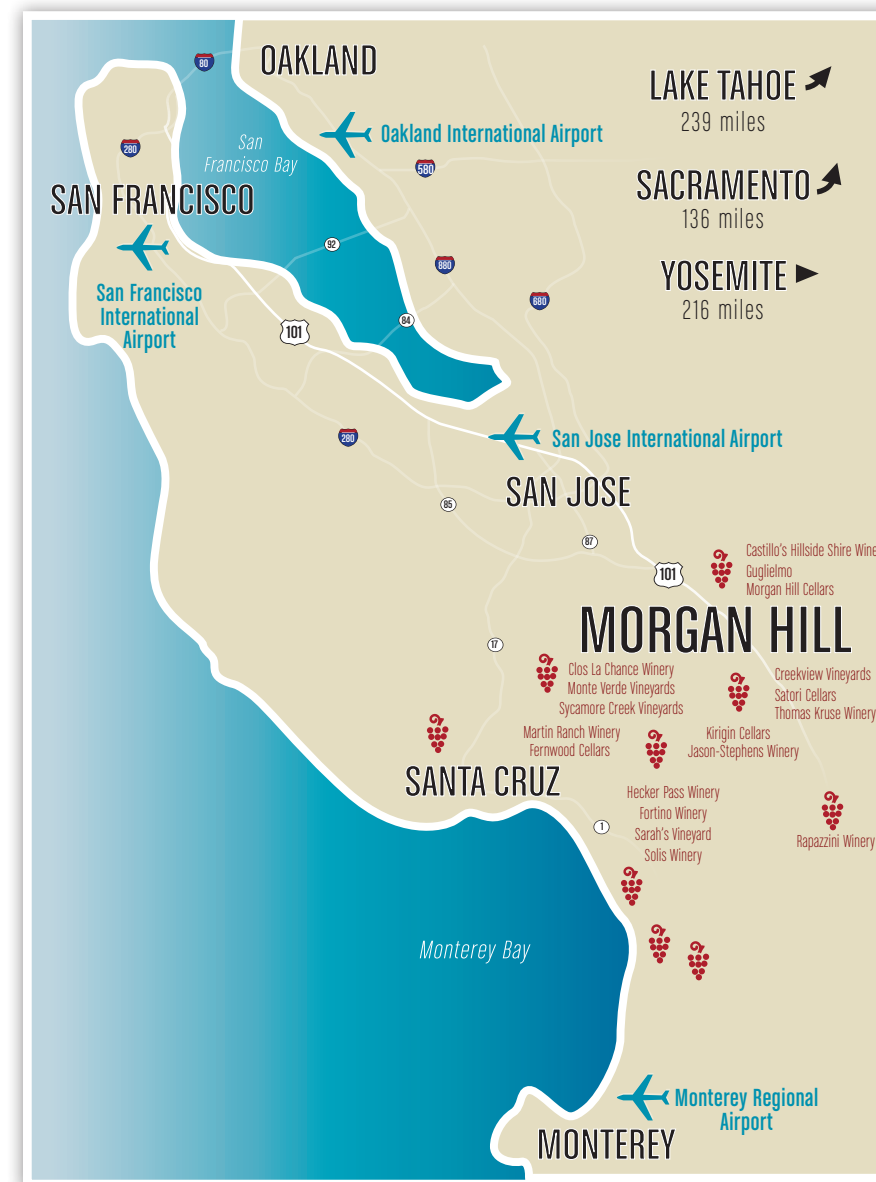 80
OAKLAND
LAKE TAHOE
239 miles
Oakland International Airport
280
San
Francisco Bay
580
SAN FRANCISCO
SACRAMENTO
136 miles
92
880
YOSEMITE
216 miles
680
San Francisco
International
Airport
101
84
280
San Jose International Airport
SAN JOSE
85
87
101
Castillo's Hillside Shire Wine
Guglielmo
Morgan Hill Cellars
MORGAN HILL
17
Clos La Chance Winery
Monte Verde Vineyards
Sycamore Creek Vineyards
Creekview Vineyards
Satori Cellars
Thomas Kruse Winery
Martin Ranch Winery
Fernwood Cellars
Kirigin Cellars
Jason-Stephens Winery
SANTA CRUZ
Hecker Pass Winery
Fortino Winery
Sarah's Vineyard
Solis Winery
1
Rapazzini Winery
Monterey Bay
Monterey Regional
Airport
MONTEREY